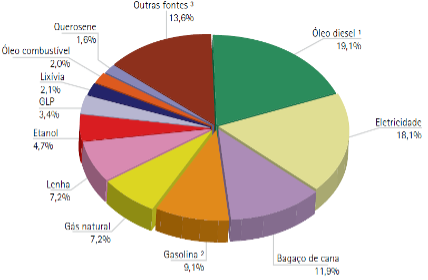 Outras fontes ³
13,6%
Óleo diesel ¹
19,1%
Eletricidade
18,1%
Bagaço de cana
11,9%
Gasolina ²
9,1%
Gás natural
7,2%
Lenha
7,2%
Etanol
4,7%
GLP
3,4%
Lixívia
2,1%
Óleo combustível
2,0%
Querosene
1,6%